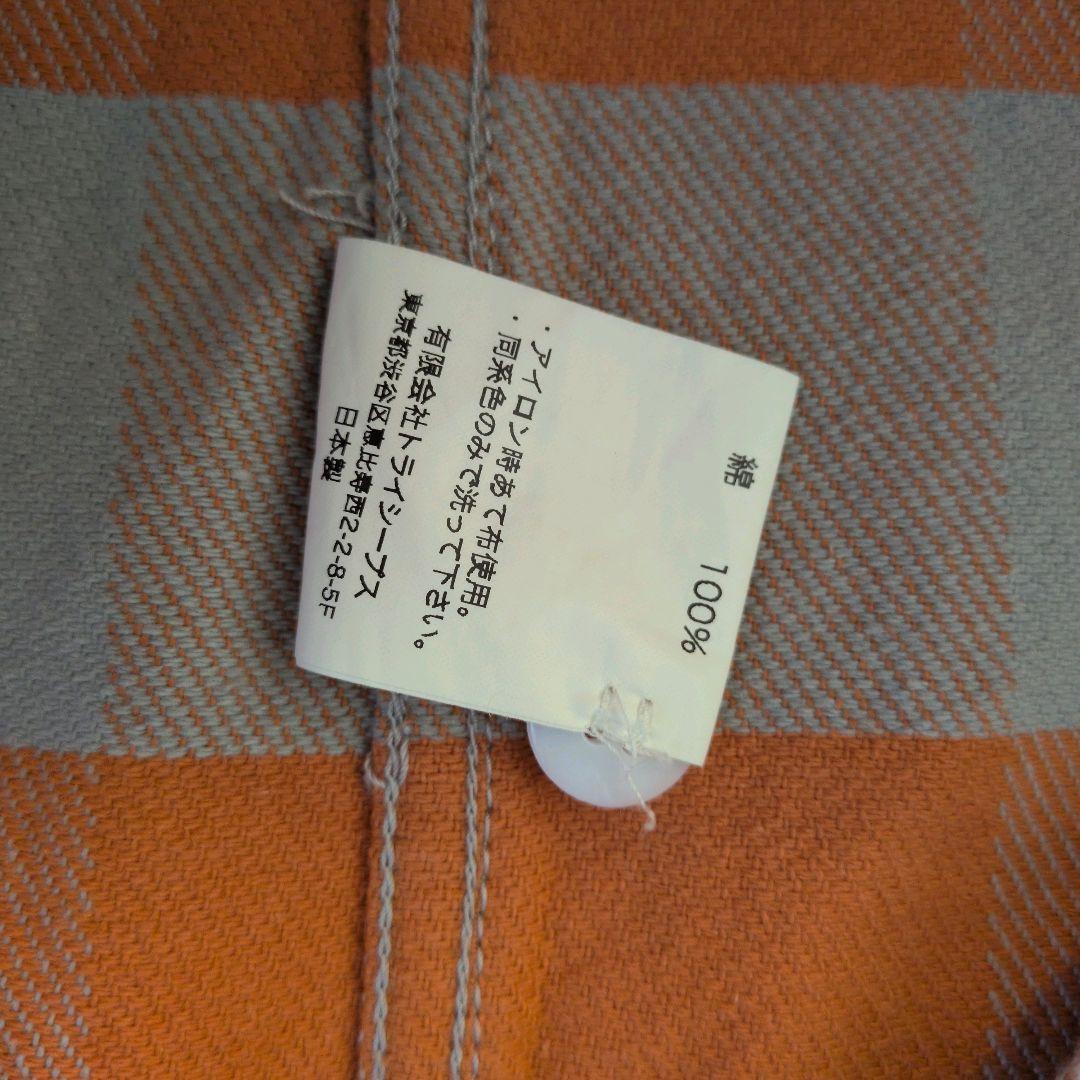 綿 100%
・アイロン時あて布使用。
・同系色のみで洗って下さい。
有限会社トライシープス
東京都渋谷区恵比寿西2-2-8-5F
日本製